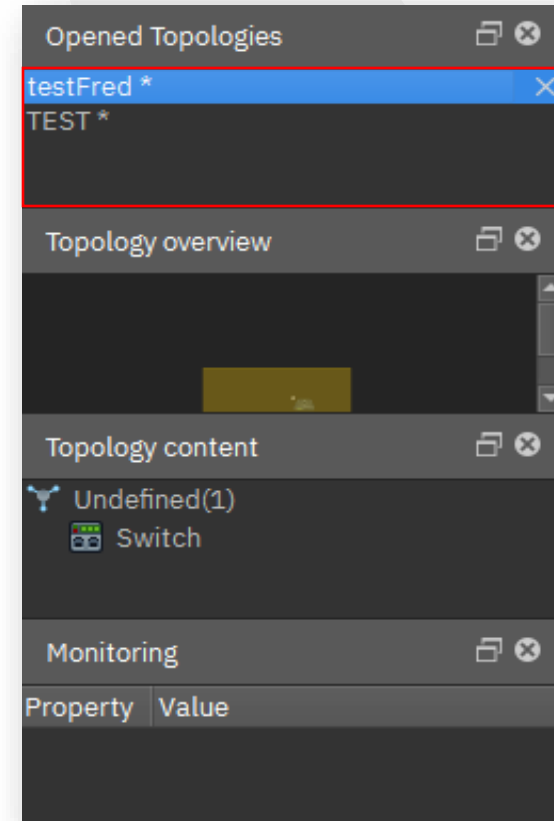 Opened Topologies
testFred *
TEST *
Topology overview
Topology content
Undefined(1)
Switch
Monitoring
Property Value